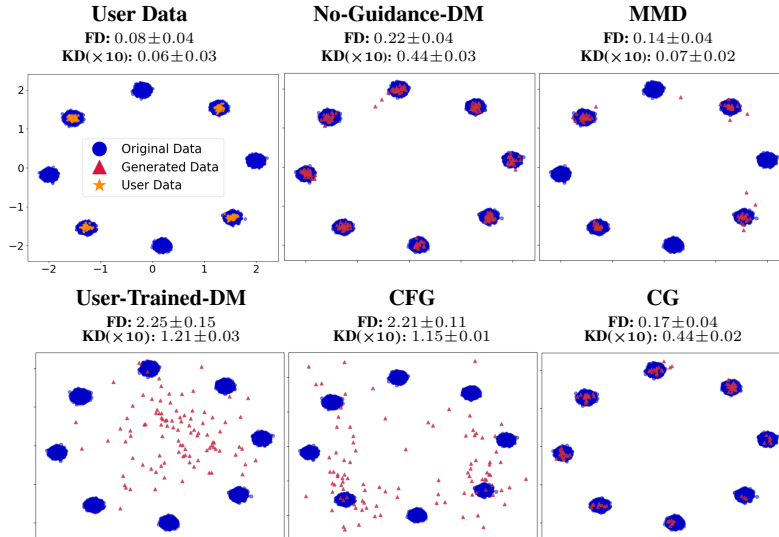 User Data
FD: 0.08±0.04
KD(×10): 0.06±0.03
No-Guidance-DM
FD: 0.22±0.04
KD(×10): 0.44±0.03
MMD
FD: 0.14±0.04
KD(×10): 0.07±0.02
2
1
0
−1
−2
−2
−1
0
1
2
Original Data
Generated Data
User Data
User-Trained-DM
FD: 2.25±0.15
KD(×10): 1.21±0.03
CFG
FD: 2.21±0.11
KD(×10): 1.15±0.01
CG
FD: 0.17±0.04
KD(×10): 0.44±0.02